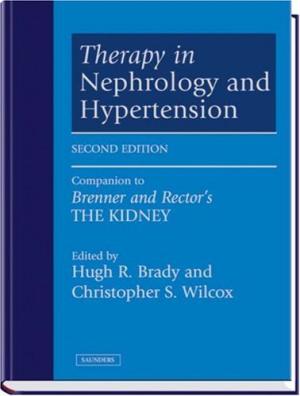 Therapy in
Nephrology and
Hypertension
SECOND EDITION
Companion to
Brenner and Rector's
THE KIDNEY
Edited by
Hugh R. Brady and
Christopher S. Wilcox
SAUNDERS